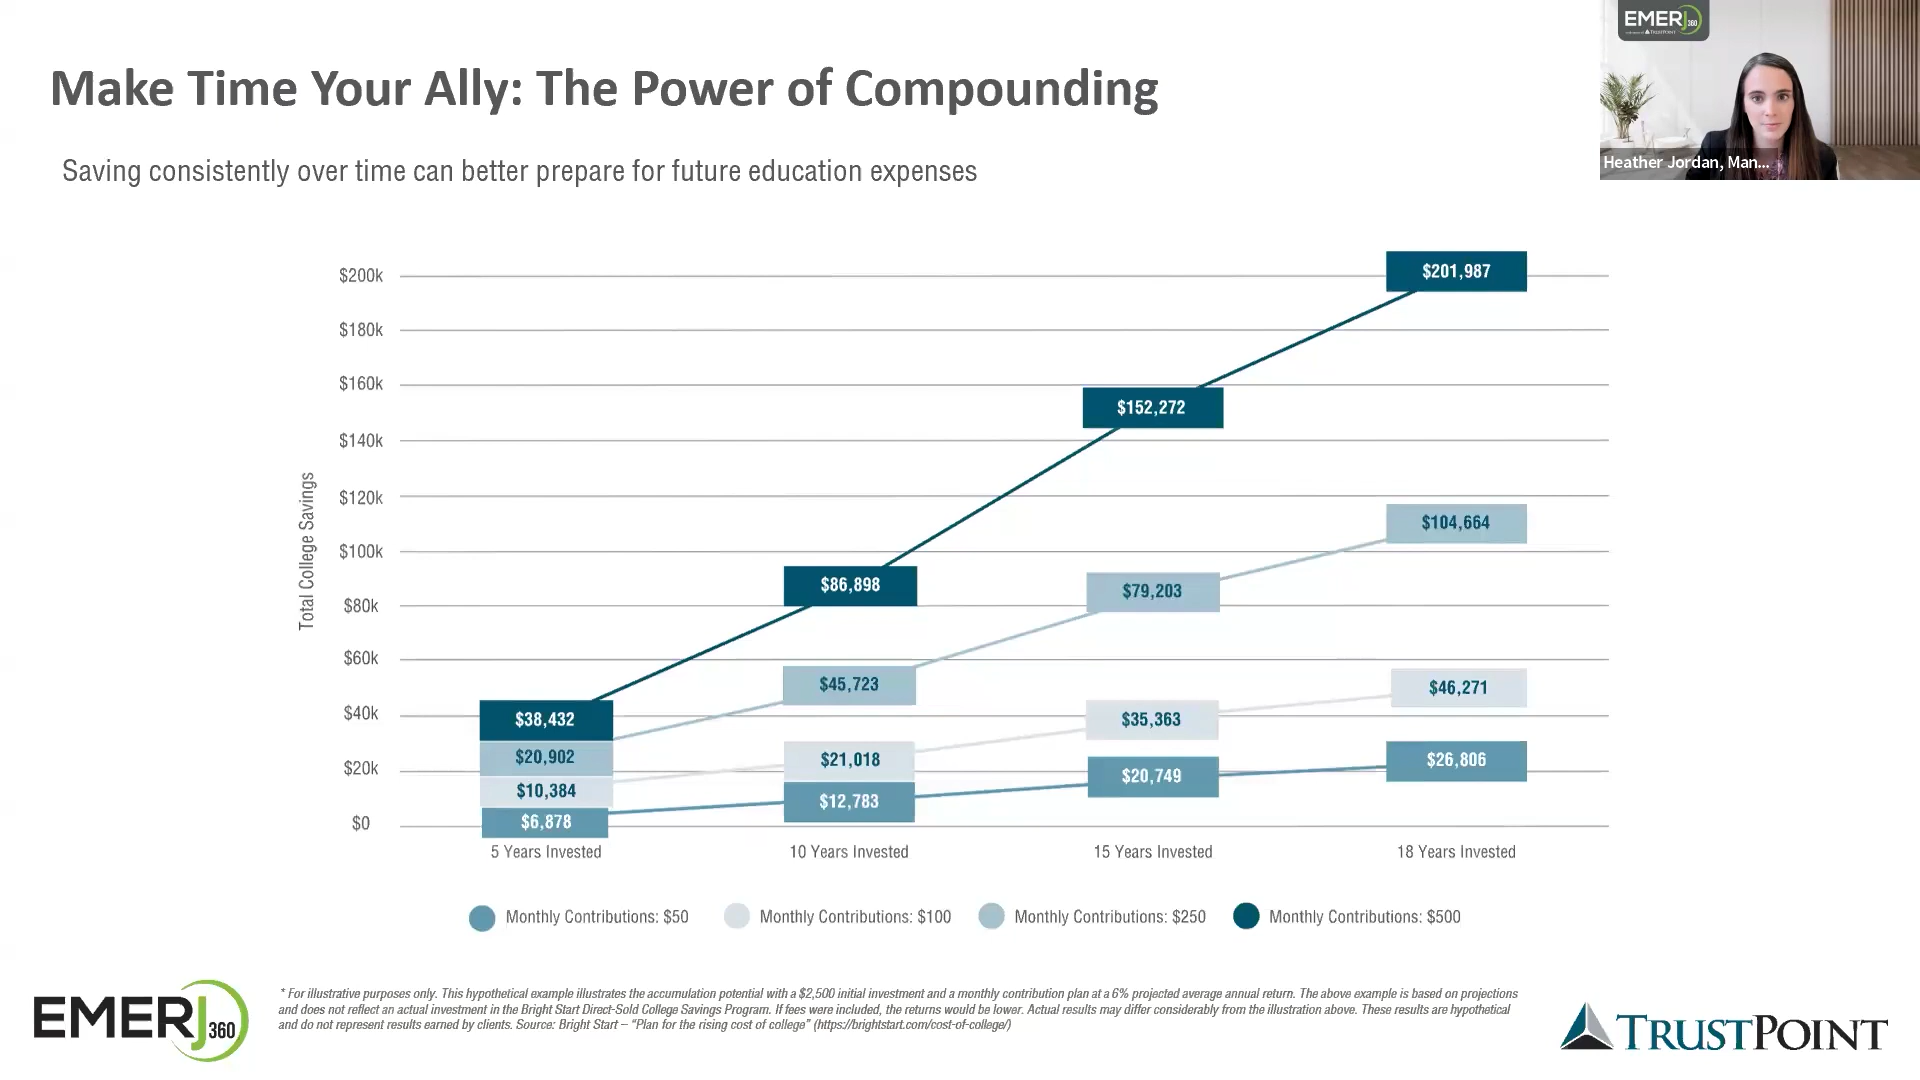 Make Time Your Ally: The Power of Compounding
Saving consistently over time can better prepare for future education expenses
EMERJ 360
TRUSTPOINT
Heather Jordan, Man...
Total College Savings
$200k
$180k
$160k
$140k
$120k
$100k
$80k
$60k
$40k
$20k
$0
$201,987
$152,272
$104,664
$86,898
$79,203
$45,723
$46,271
$38,432
$35,363
$20,902
$21,018
$26,806
$10,384
$20,749
$12,783
$6,878
5 Years Invested
10 Years Invested
15 Years Invested
18 Years Invested
Monthly Contributions: $50
Monthly Contributions: $100
Monthly Contributions: $250
Monthly Contributions: $500
EMERJ 360
* For illustrative purposes only. This hypothetical example illustrates the accumulation potential with a $2,500 initial investment and a monthly contribution plan at a 6% projected average annual return. The above example is based on projections
and does not reflect an actual investment in the Bright Start Direct-Sold College Savings Program. If fees were included, the returns would be lower. Actual results may differ considerably from the illustration above. These results are hypothetical
and do not represent results earned by clients. Source: Bright Start – “Plan for the rising cost of college” (https://brightstart.com/cost-of-college/)
TRUSTPOINT